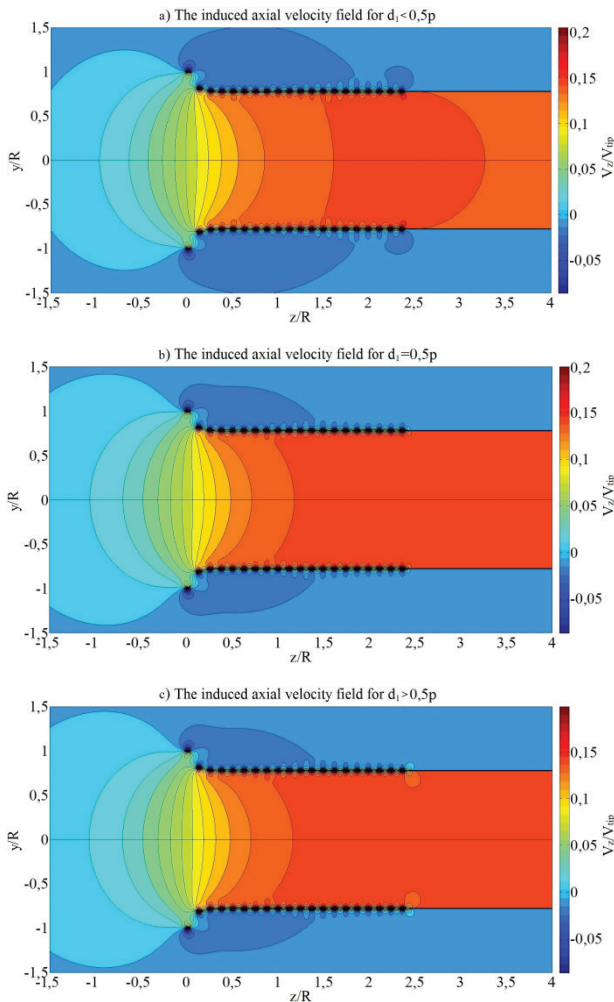 a) The induced axial velocity field for d₁<0,5p
1,5
1
0,5
0
-0,5
-1
-1,5
y/R
-1,5 -1 -0,5 0 0,5 1 1,5 2 2,5 3 3,5 4
z/R
0,2
0,15
0,1
0,05
0
-0,05
Vz/Vtip
b) The induced axial velocity field for d₁=0,5p
1,5
1
0,5
0
-0,5
-1
-1,5
y/R
-1,5 -1 -0,5 0 0,5 1 1,5 2 2,5 3 3,5 4
z/R
0,2
0,15
0,1
0,05
0
-0,05
Vz/Vtip
c) The induced axial velocity field for d₁>0,5p
1,5
1
0,5
0
-0,5
-1
-1,5
y/R
-1,5 -1 -0,5 0 0,5 1 1,5 2 2,5 3 3,5 4
z/R
0,15
0,1
0,05
0
-0,05
Vz/Vtip